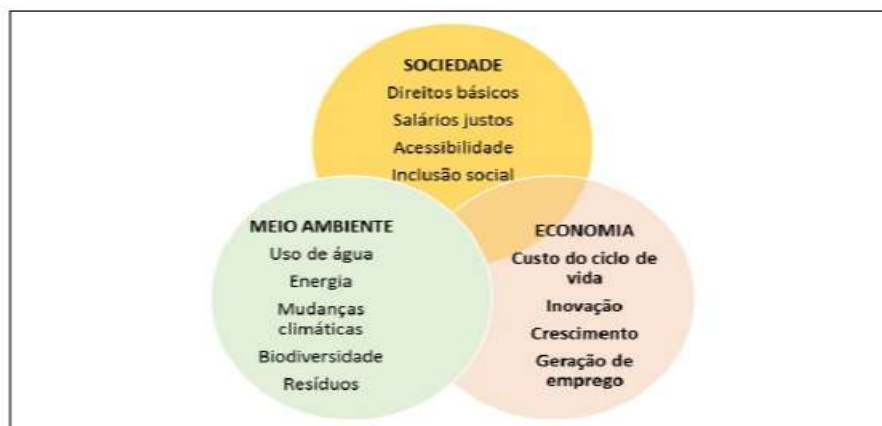 SOCIEDADE
Direitos básicos
Salários justos
Acessibilidade
Inclusão social
MEIO AMBIENTE
Uso de água
Energia
Mudanças
climáticas
Biodiversidade
Resíduos
ECONOMIA
Custo do ciclo de
vida
Inovação
Crescimento
Geração de
emprego